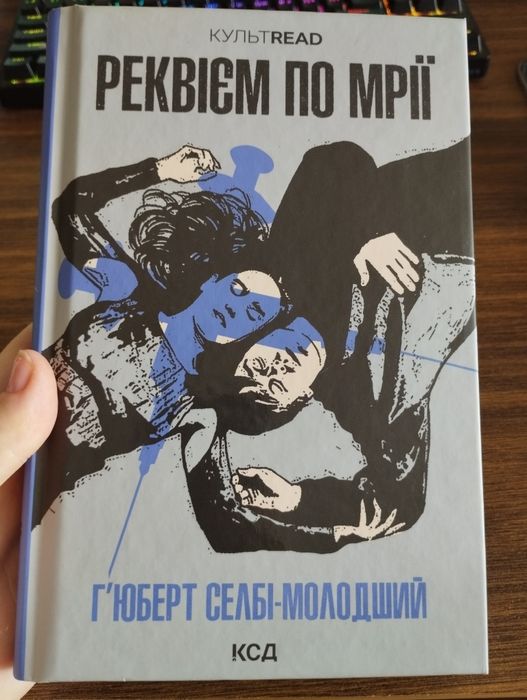 КУЛЬТREAD
РЕКВІЄМ ПО МРІЇ
Г'ЮБЕРТ СЕЛБІ-МОЛОДШИЙ
КСД